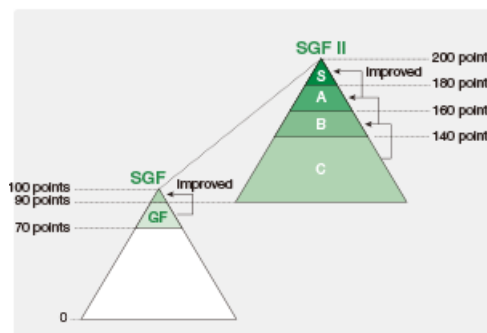 SGF II
200 point
S
Improved
180 point
A
160 point
B
140 point
C
SGF
100 points
Improved
90 points
GF
70 points
0